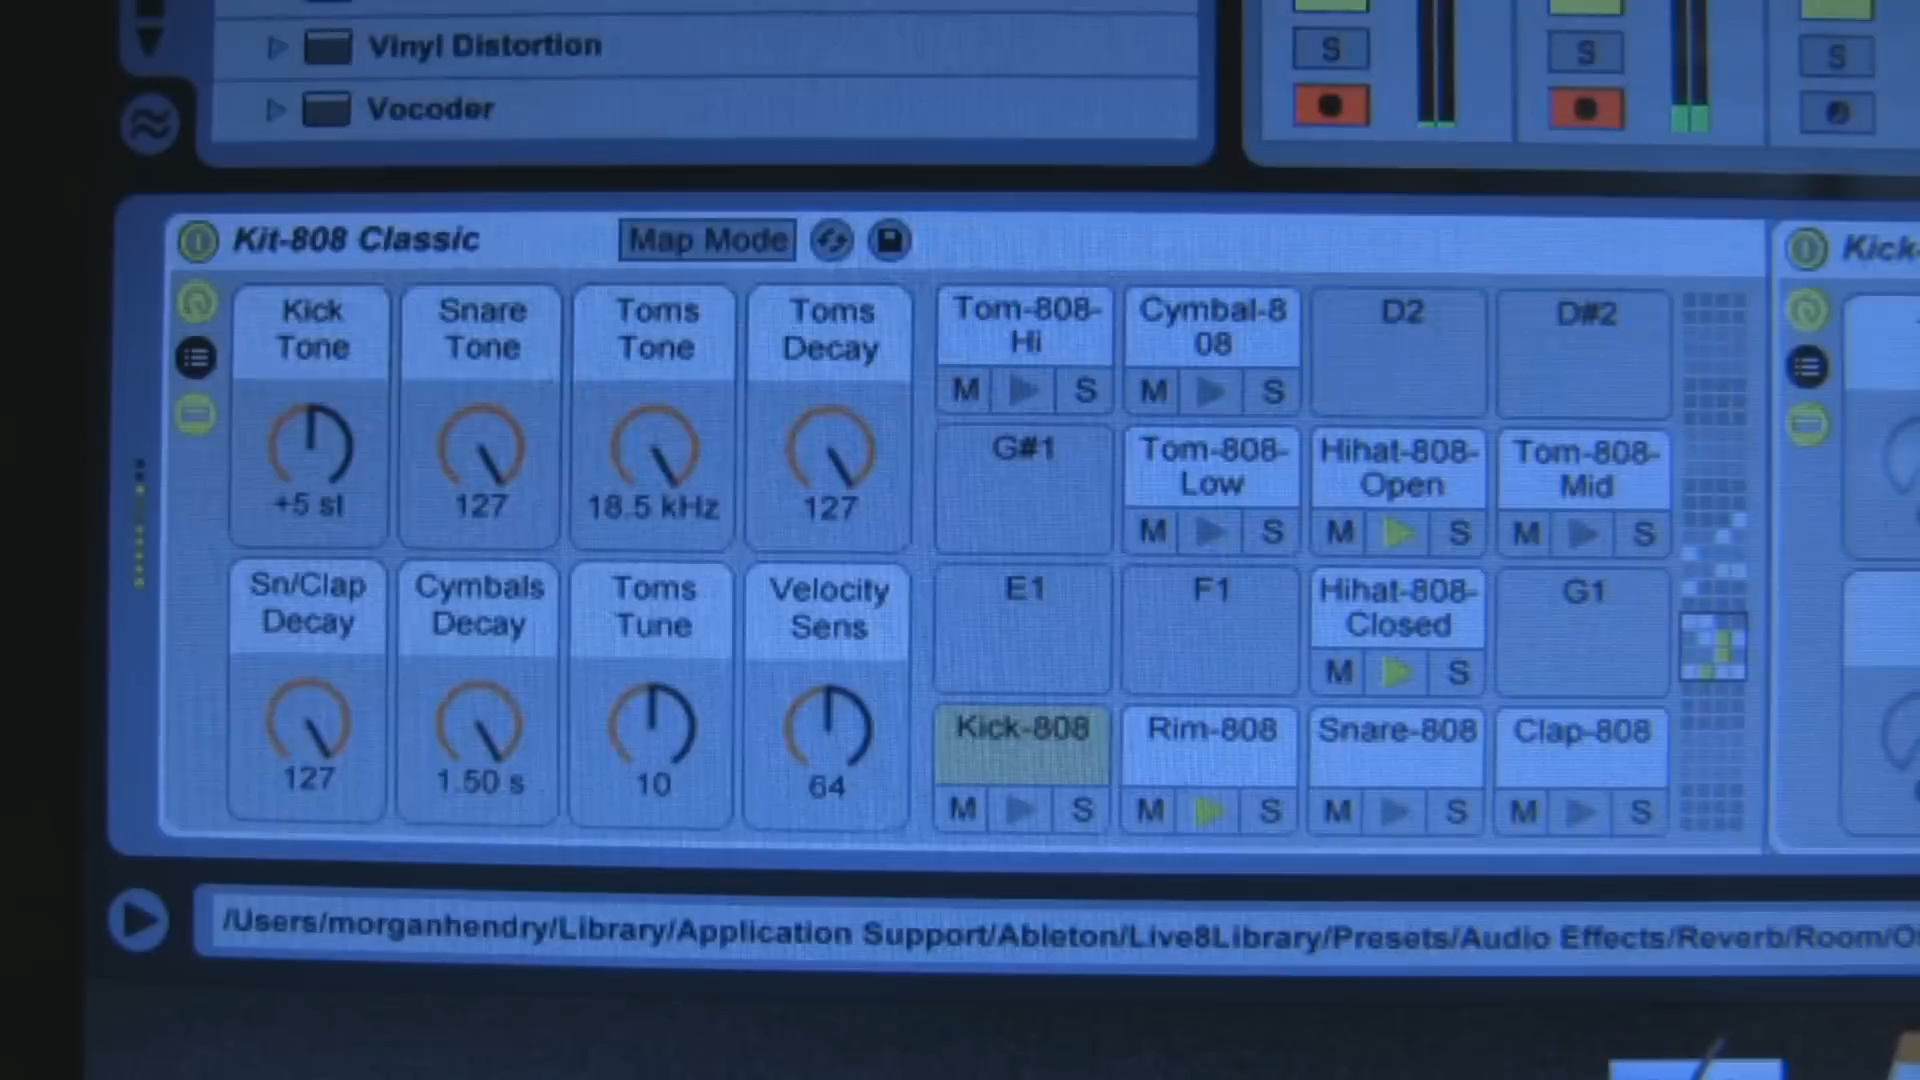 Vinyl Distortion
Vocoder
S
S
S
Kit-808 Classic
Map Mode
Kick-
Kick
Tone
+5 st
Snare
Tone
127
Toms
Tone
18.5 kHz
Toms
Decay
127
Sn/Clap
Decay
127
Cymbals
Decay
1.50 s
Toms
Tune
10
Velocity
Sens
64
Tom-808-
Hi
M S
Cymbal-8
08
M S
D2
D#2
G#1
Tom-808-
Low
M S
Hihat-808-
Open
M S
Tom-808-
Mid
M S
E1
F1
Hihat-808-
Closed
M S
G1
Kick-808
M S
Rim-808
M S
Snare-808
M S
Clap-808
M S
/Users/morganhendry/Library/Application Support/Ableton/Live8Library/Presets/Audio Effects/Reverb/Room/O